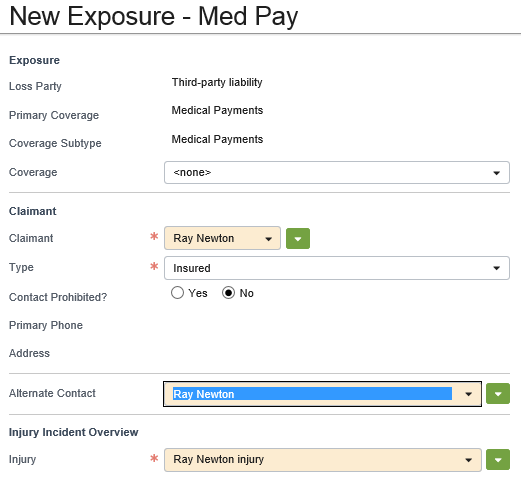 New Exposure - Med Pay
Exposure
Loss Party Third-party liability
Primary Coverage Medical Payments
Coverage Subtype Medical Payments
Coverage <none>
Claimant
Claimant * Ray Newton
Type * Insured
Contact Prohibited? Yes No
Primary Phone
Address
Alternate Contact Ray Newton
Injury Incident Overview
Injury * Ray Newton injury